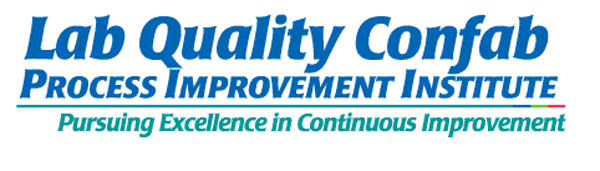 Lab Quality Confab
PROCESS IMPROVEMENT INSTITUTE
Pursuing Excellence in Continuous Improvement